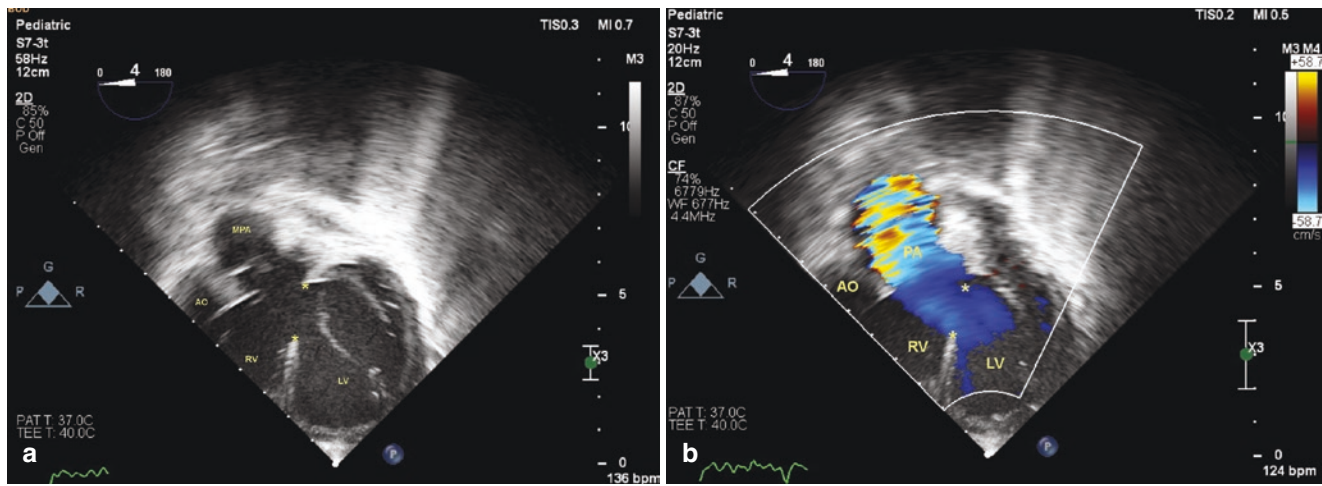 Pediatric
TIS0.3 MI 0.7
S7-3t
58Hz
12cm
0 4 180
M3
2D
85%
C 50
P Off
Gen
10
MPA
G
P R
AO
5
*
*
RV
LV
X3
PAT T: 37.0C
TEE T: 40.0C
P
0
a
136 bpm
Pediatric
TIS0.2 MI 0.5
S7-3t
20Hz
12cm
0 4 180
M3 M4
+58.7
2D
87%
C 50
P Off
Gen
10
CF
74%
6779Hz
WF 677Hz
4.4MHz
-58.7
cm/s
PA
G
P R
AO
5
*
*
RV
LV
X3
PAT T: 37.0C
TEE T: 40.0C
P
0
b
124 bpm